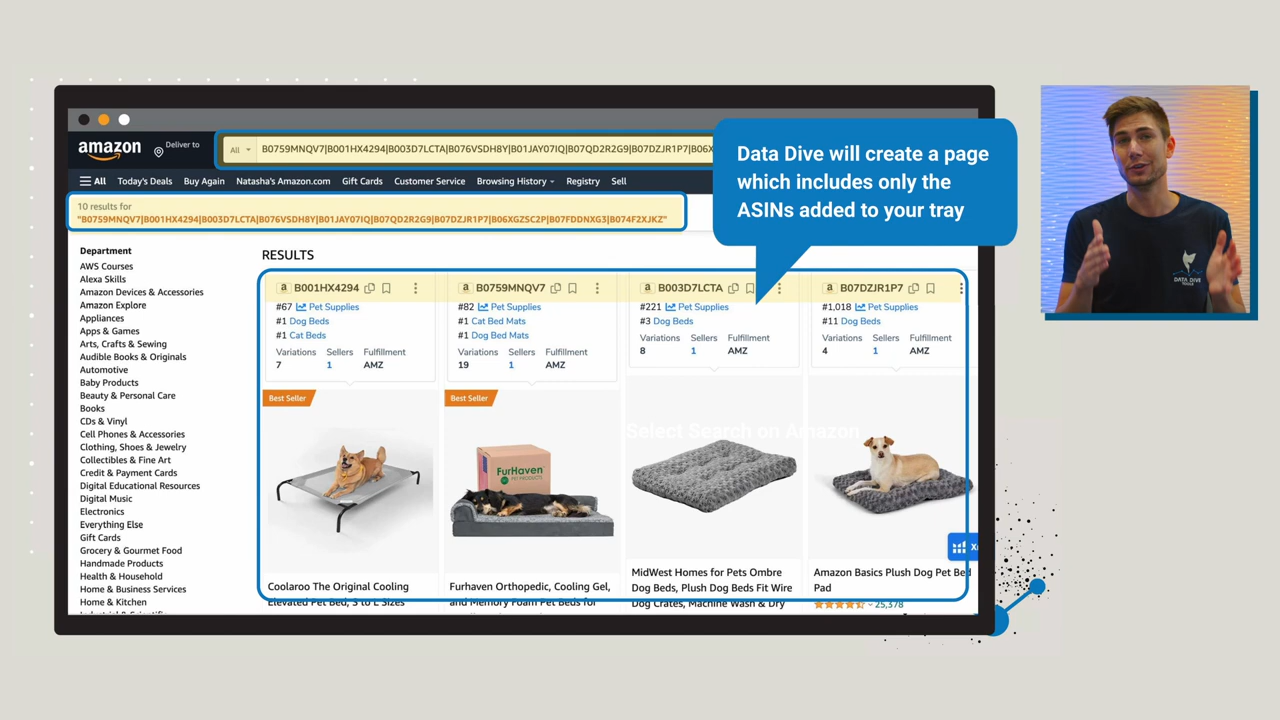 amazon
Deliver to
All
B0759MNQV7|B001HX4294|B003D7LCTA|B076VSDH8Y|B01JAY07IQ|B07QD2R2G9|B07DZJR1P7|B06X
All
Today's Deals
Buy Again
Natasha's Amazon.com
Gift Cards
Customer Service
Browsing History
Registry
Sell
10 results for
"B0759MNQV7|B001HX4294|B003D7LCTA|B076VSDH8Y|B01JAY07IQ|B07QD2R2G9|B07DZJR1P7|B06XGZSC2P|B07FDDNXG3|B074F2XJKZ"
Data Dive will create a page
which includes only the
ASINs added to your tray
Department
AWS Courses
Alexa Skills
Amazon Devices & Accessories
Amazon Explore
Appliances
Apps & Games
Arts, Crafts & Sewing
Audible Books & Originals
Automotive
Baby Products
Beauty & Personal Care
Books
CDs & Vinyl
Cell Phones & Accessories
Clothing, Shoes & Jewelry
Collectibles & Fine Art
Credit & Payment Cards
Digital Educational Resources
Digital Music
Electronics
Everything Else
Gift Cards
Grocery & Gourmet Food
Handmade Products
Health & Household
Home & Business Services
Home & Kitchen
RESULTS
B001HX4294
#67 Pet Supplies
#1 Dog Beds
#1 Cat Beds
Variations Sellers Fulfillment
7 1 AMZ
Best Seller
Coolaroo The Original Cooling
Elevated Pet Bed, S to L Sizes
B0759MNQV7
#82 Pet Supplies
#1 Cat Bed Mats
#1 Dog Bed Mats
Variations Sellers Fulfillment
19 1 AMZ
Best Seller
FurHaven
PET PRODUCTS
Furhaven Orthopedic, Cooling Gel,
and Memory Foam Pet Beds for
B003D7LCTA
#221 Pet Supplies
#3 Dog Beds
Variations Sellers Fulfillment
8 1 AMZ
Select Search on Amazon
MidWest Homes for Pets Ombre
Dog Beds, Plush Dog Beds Fit Wire
Dog Crates, Machine Wash & Dry
B07DZJR1P7
#1,018 Pet Supplies
#11 Dog Beds
Variations Sellers Fulfillment
4 1 AMZ
Amazon Basics Plush Dog Pet Bed
Pad
25,378
DATA DIVE